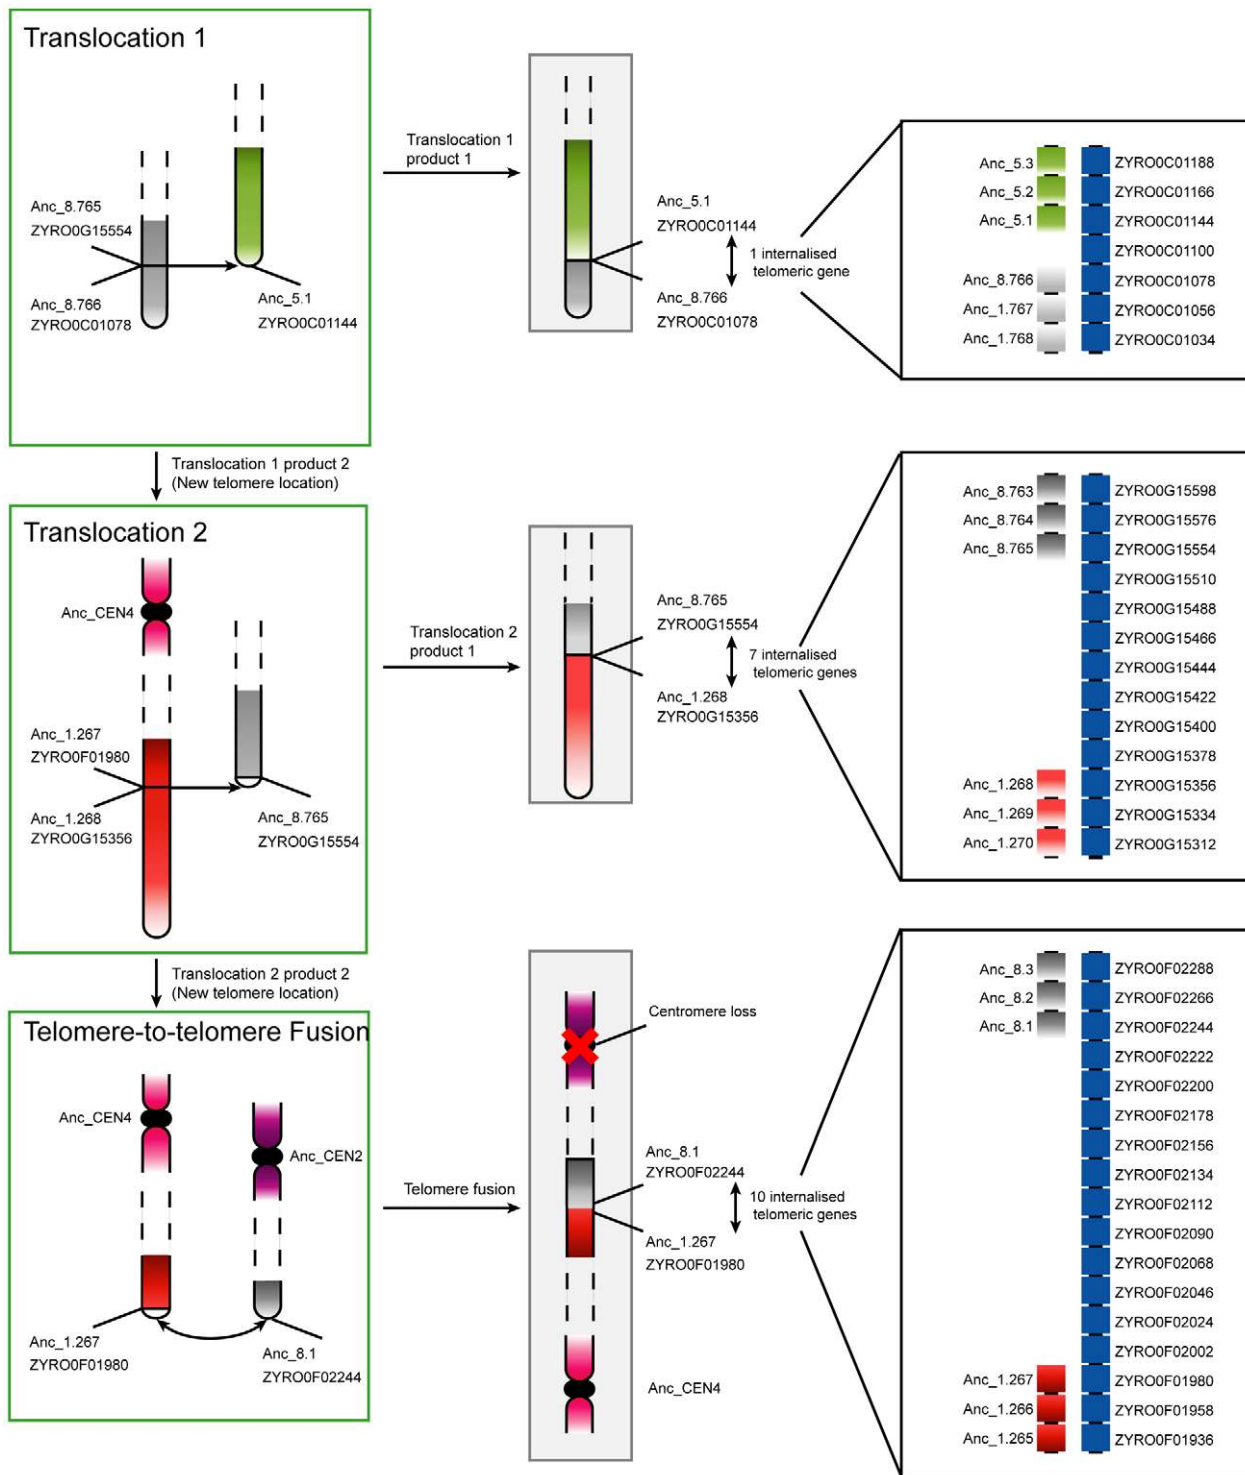 Translocation 1
Anc_8.765
ZYRO0G15554
Anc_8.766
ZYRO0C01078
Anc_5.1
ZYRO0C01144
Translocation 1
product 1
Anc_5.1
ZYRO0C01144
Anc_8.766
ZYRO0C01078
1 internalised
telomeric gene
Anc_5.3 ZYRO0C01188
Anc_5.2 ZYRO0C01166
Anc_5.1 ZYRO0C01144
ZYRO0C01100
Anc_8.766 ZYRO0C01078
Anc_1.767 ZYRO0C01056
Anc_1.768 ZYRO0C01034
Translocation 1 product 2
(New telomere location)
Translocation 2
Anc_CEN4
Anc_1.267
ZYRO0F01980
Anc_1.268
ZYRO0G15356
Anc_8.765
ZYRO0G15554
Translocation 2
product 1
Anc_8.765
ZYRO0G15554
Anc_1.268
ZYRO0G15356
7 internalised
telomeric genes
Anc_8.763 ZYRO0G15598
Anc_8.764 ZYRO0G15576
Anc_8.765 ZYRO0G15554
ZYRO0G15510
ZYRO0G15488
ZYRO0G15466
ZYRO0G15444
ZYRO0G15422
ZYRO0G15400
ZYRO0G15378
Anc_1.268 ZYRO0G15356
Anc_1.269 ZYRO0G15334
Anc_1.270 ZYRO0G15312
Translocation 2 product 2
(New telomere location)
Telomere-to-telomere Fusion
Anc_CEN4
Anc_CEN2
Anc_1.267
ZYRO0F01980
Anc_8.1
ZYRO0F02244
Telomere fusion
Centromere loss
Anc_8.1
ZYRO0F02244
Anc_1.267
ZYRO0F01980
Anc_CEN4
10 internalised
telomeric genes
Anc_8.3 ZYRO0F02288
Anc_8.2 ZYRO0F02266
Anc_8.1 ZYRO0F02244
ZYRO0F02222
ZYRO0F02200
ZYRO0F02178
ZYRO0F02156
ZYRO0F02134
ZYRO0F02112
ZYRO0F02090
ZYRO0F02068
ZYRO0F02046
ZYRO0F02024
ZYRO0F02002
Anc_1.267 ZYRO0F01980
Anc_1.266 ZYRO0F01958
Anc_1.265 ZYRO0F01936